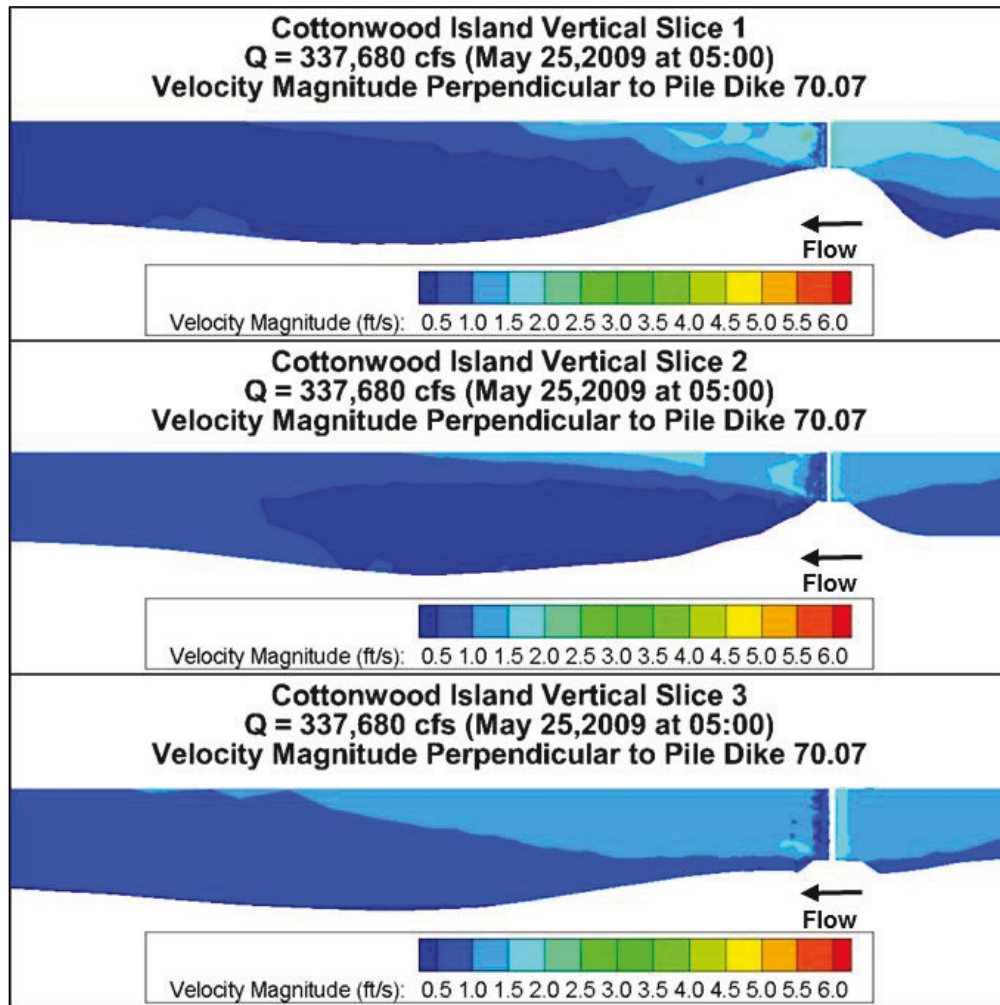 Cottonwood Island Vertical Slice 1
Q = 337,680 cfs (May 25,2009 at 05:00)
Velocity Magnitude Perpendicular to Pile Dike 70.07
Flow
Velocity Magnitude (ft/s): 0.5 1.0 1.5 2.0 2.5 3.0 3.5 4.0 4.5 5.0 5.5 6.0
Cottonwood Island Vertical Slice 2
Q = 337,680 cfs (May 25,2009 at 05:00)
Velocity Magnitude Perpendicular to Pile Dike 70.07
Flow
Velocity Magnitude (ft/s): 0.5 1.0 1.5 2.0 2.5 3.0 3.5 4.0 4.5 5.0 5.5 6.0
Cottonwood Island Vertical Slice 3
Q = 337,680 cfs (May 25,2009 at 05:00)
Velocity Magnitude Perpendicular to Pile Dike 70.07
Flow
Velocity Magnitude (ft/s): 0.5 1.0 1.5 2.0 2.5 3.0 3.5 4.0 4.5 5.0 5.5 6.0